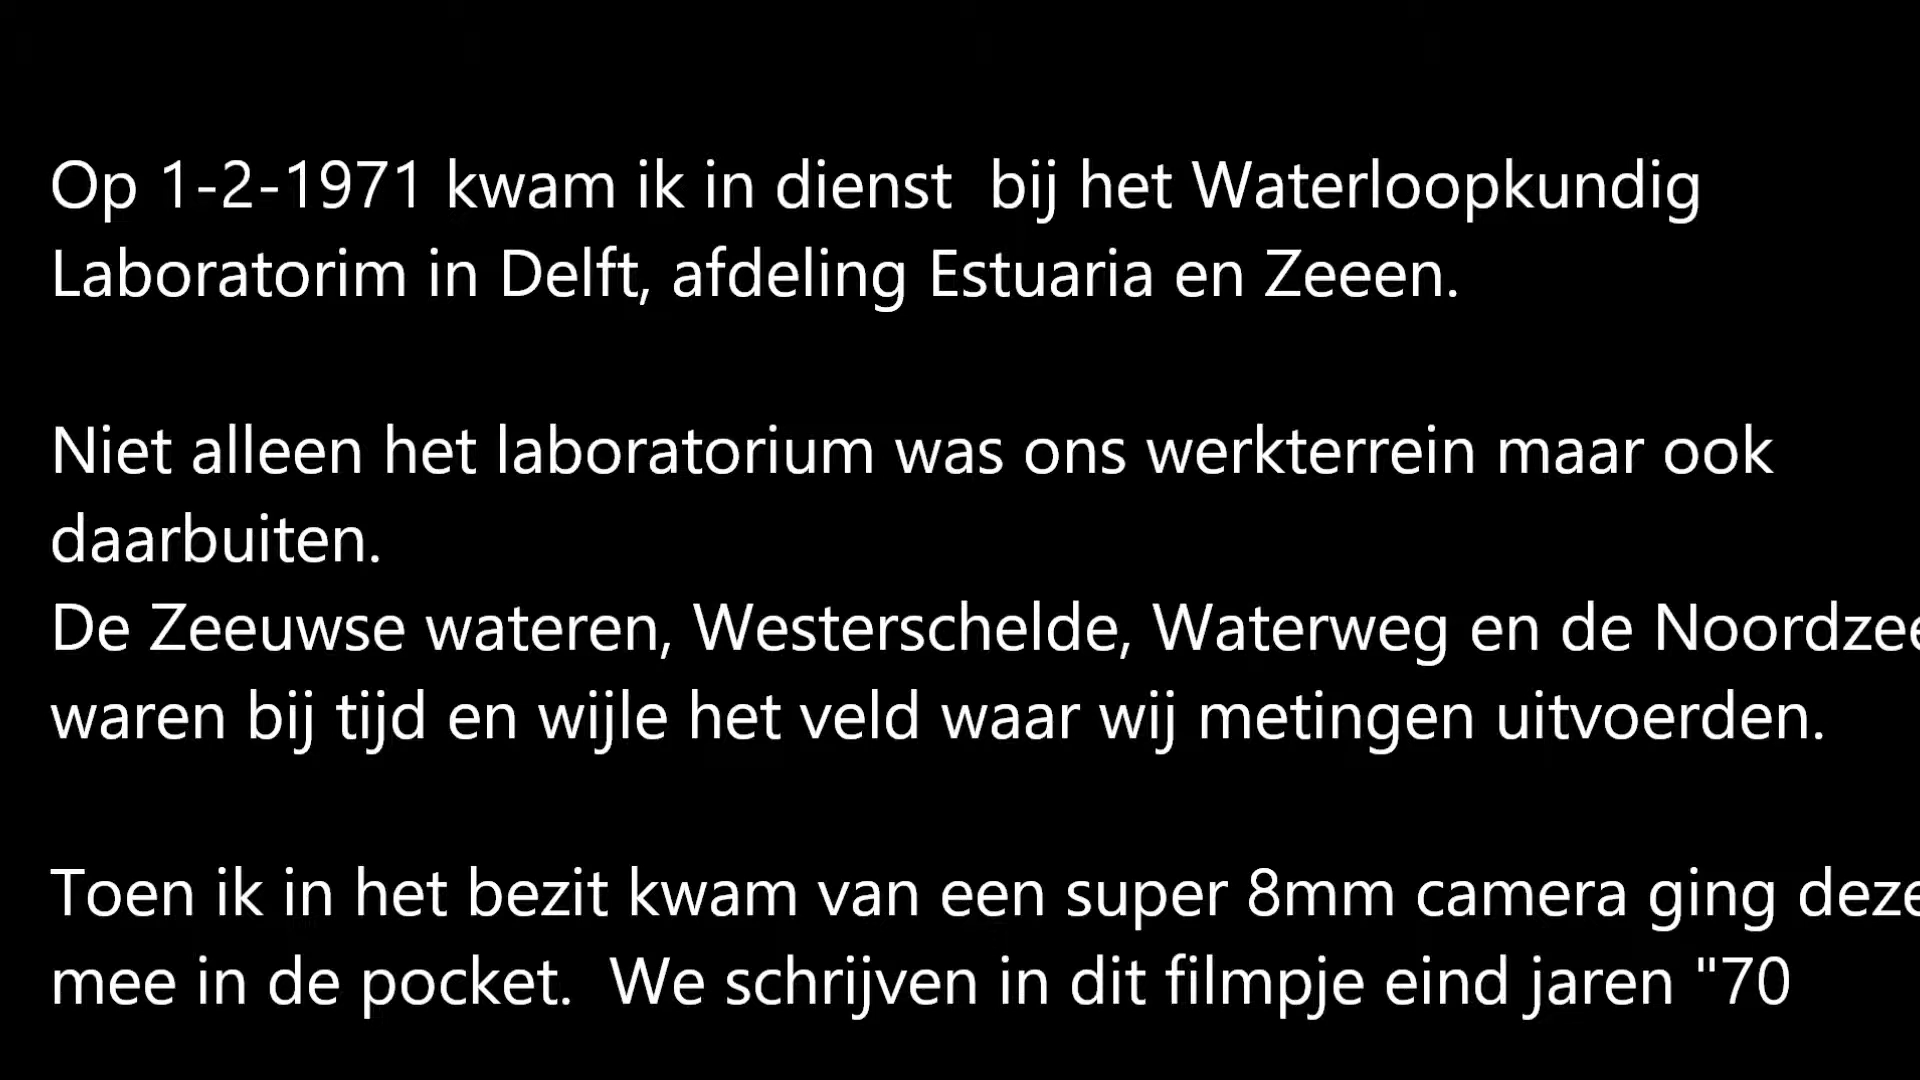 Op 1-2-1971 kwam ik in dienst  bij het Waterloopkundig
Laboratorim in Delft, afdeling Estuaria en Zeeen.
Niet alleen het laboratorium was ons werkterrein maar ook
daarbuiten.
De Zeeuwse wateren, Westerschelde, Waterweg en de Noordzee
waren bij tijd en wijle het veld waar wij metingen uitvoerden.
Toen ik in het bezit kwam van een super 8mm camera ging deze
mee in de pocket.  We schrijven in dit filmpje eind jaren "70